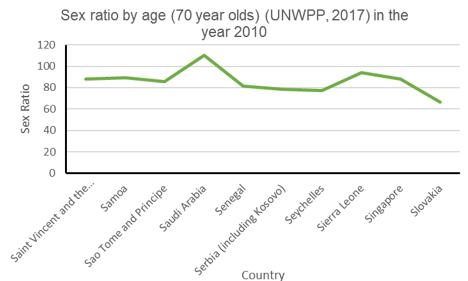 Sex ratio by age (70 year olds) (UNWPP, 2017) in the
year 2010
120
100
80
60
40
20
0
Sex Ratio
Saint Vincent and the...
Samoa
Sao Tome and Principe
Saudi Arabia
Senegal
Serbia (including Kosovo)
Seychelles
Sierra Leone
Singapore
Slovakia
Country